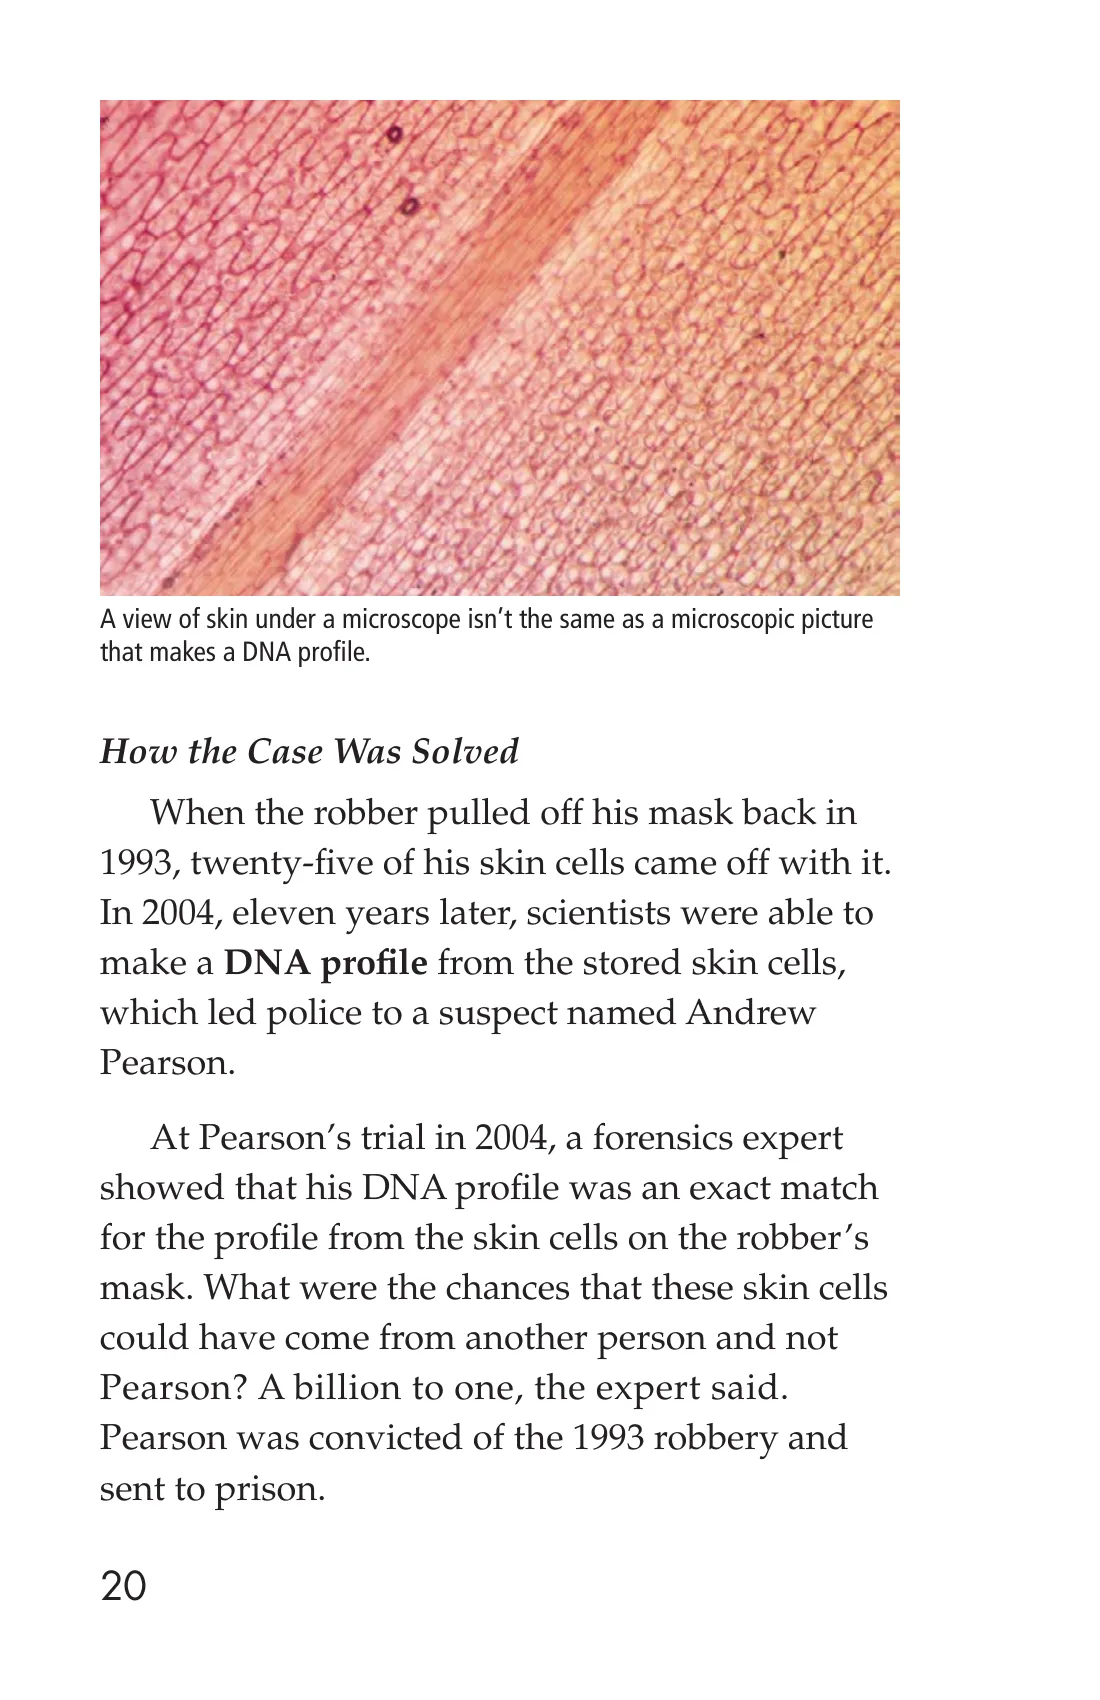 A view of skin under a microscope isn’t the same as a microscopic picture
that makes a DNA profile.
How the Case Was Solved
When the robber pulled off his mask back in
1993, twenty-five of his skin cells came off with it.
In 2004, eleven years later, scientists were able to
make a DNA profile from the stored skin cells,
which led police to a suspect named Andrew
Pearson.
At Pearson’s trial in 2004, a forensics expert
showed that his DNA profile was an exact match
for the profile from the skin cells on the robber’s
mask. What were the chances that these skin cells
could have come from another person and not
Pearson? A billion to one, the expert said.
Pearson was convicted of the 1993 robbery and
sent to prison.
20